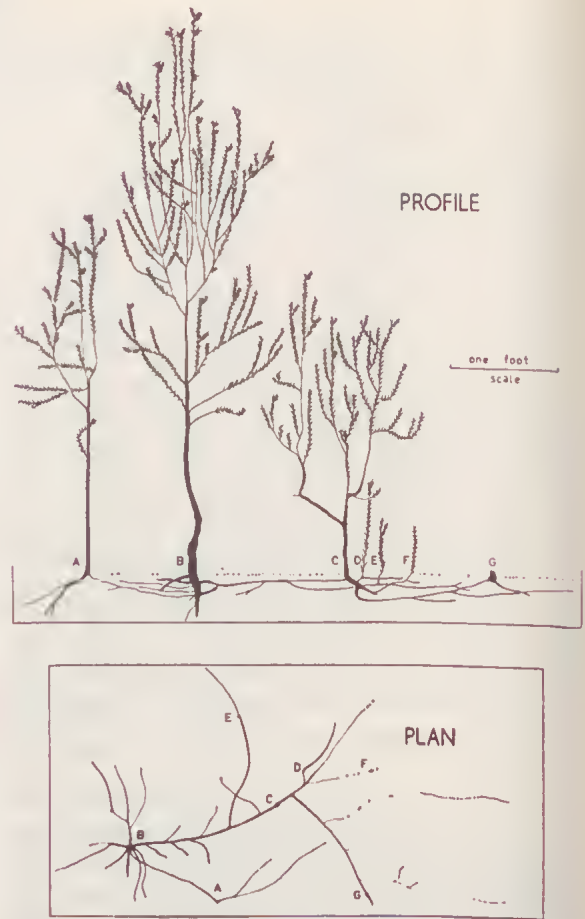 PROFILE
one foot
scale
A B C D E F G
PLAN
E
D F
C
B
A
G